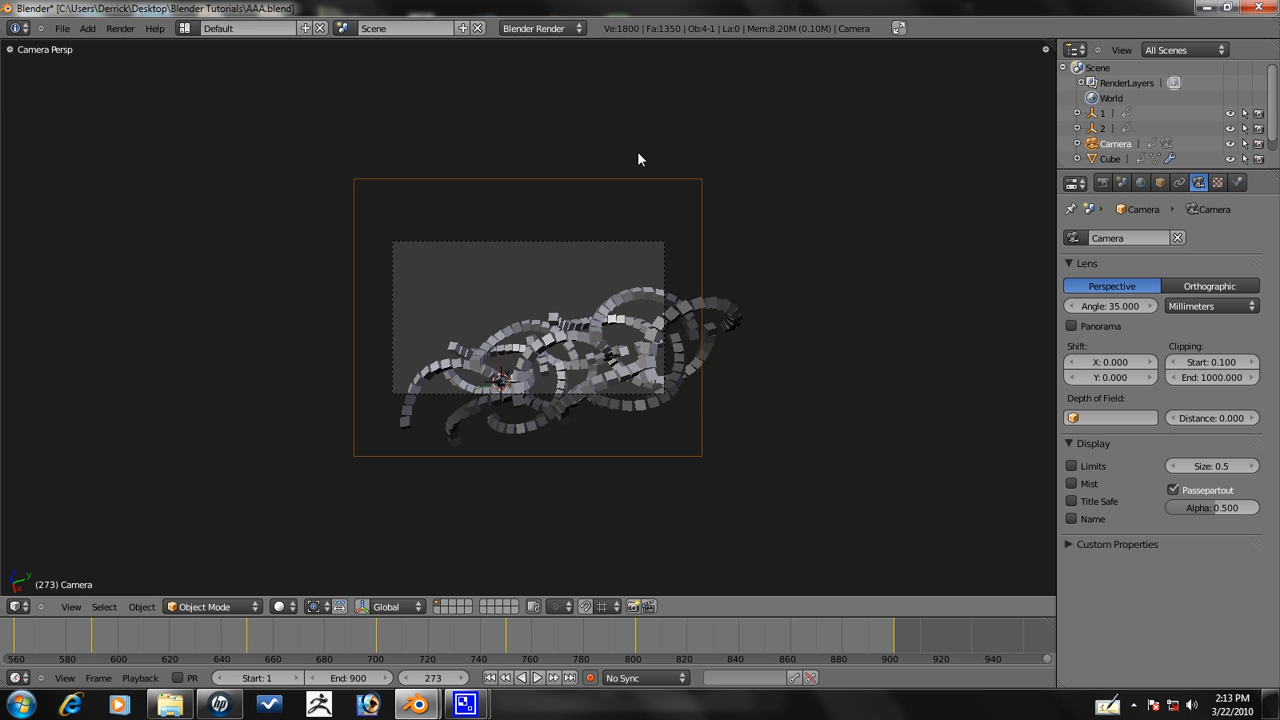 Blender* [C:\Users\Derrick\Desktop\Blender Tutorials\AAA.blend]
File Add Render Help Default Scene Blender Render Ve:1800 | Fa:1350 | Ob:4-1 | La:0 | Mem:8.20M (0.10M) | Camera
Camera Persp
View All Scenes
Scene
RenderLayers
World
1
2
Camera
Cube
Camera Camera
Camera
Lens
Perspective Orthographic
Angle: 35.000 Millimeters
Panorama
Shift: Clipping:
X: 0.000 Start: 0.100
Y: 0.000 End: 1000.000
Depth of Field:
Distance: 0.000
Display
Limits Size: 0.5
Mist Passepartout
Title Safe Alpha: 0.500
Name
Custom Properties
y
x
(273) Camera
View Select Object Object Mode Global
560 580 600 620 640 660 680 700 720 740 760 780 800 820 840 860 880 900 920 940
View Frame Playback PR Start: 1 End: 900 273 No Sync
hp
2:13 PM
3/22/2010